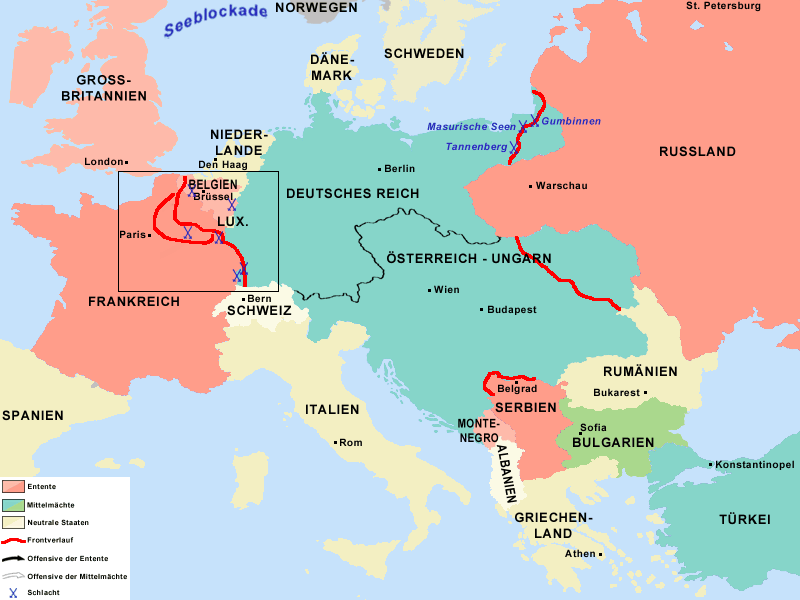 Seeblockade
NORWEGEN
St. Petersburg
SCHWEDEN
DÄNE-
MARK
GROSS-
BRITANNIEN
Masurische Seen
Gumbinnen
Tannenberg
NIEDER-
LANDE
Den Haag
London
RUSSLAND
Berlin
BELGIEN
Brüssel
DEUTSCHES REICH
Warschau
LUX.
Paris
ÖSTERREICH - UNGARN
Wien
FRANKREICH
Bern
SCHWEIZ
Budapest
RUMÄNIEN
Belgrad
Bukarest
SERBIEN
SPANIEN
ITALIEN
MONTE-
NEGRO
Sofia
BULGARIEN
Rom
ALBANIEN
Konstantinopel
GRIECHEN-
LAND
TÜRKEI
Athen
Entente
Mittelmächte
Neutrale Staaten
Frontverlauf
Offensive der Entente
Offensive der Mittelmächte
Schlacht